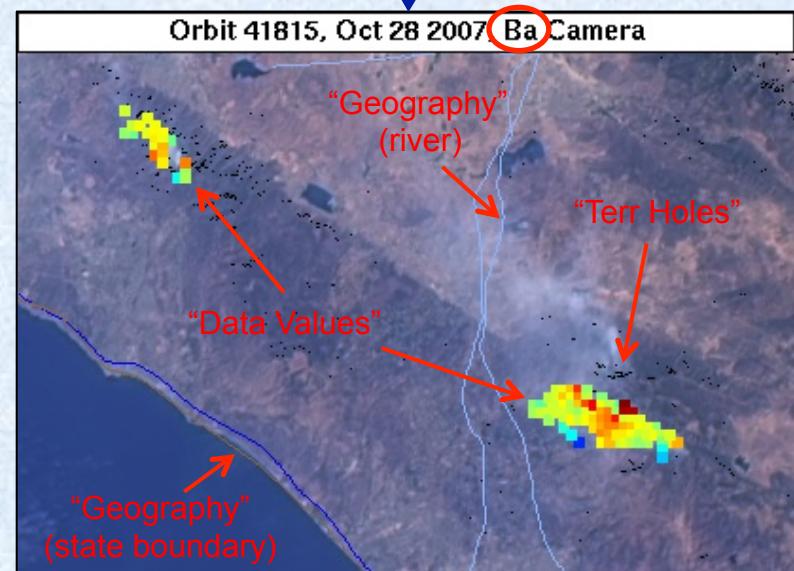 Orbit 41815, Oct 28 2007, Ba Camera
“Geography”
(river)
“Terr Holes”
“Data Values”
“Geography”
(state boundary)